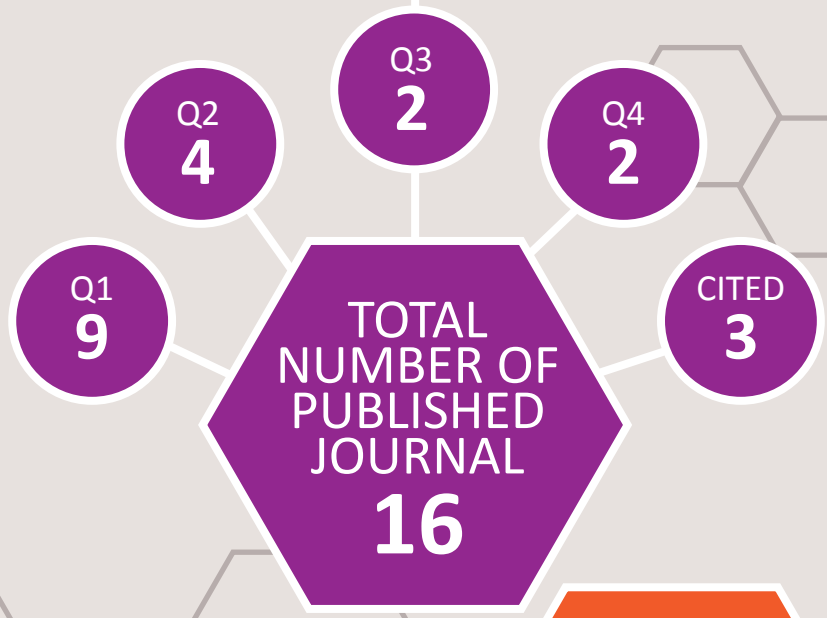 Q3
2
Q2
4
Q4
2
Q1
9
CITED
3
TOTAL
NUMBER OF
PUBLISHED
JOURNAL
16